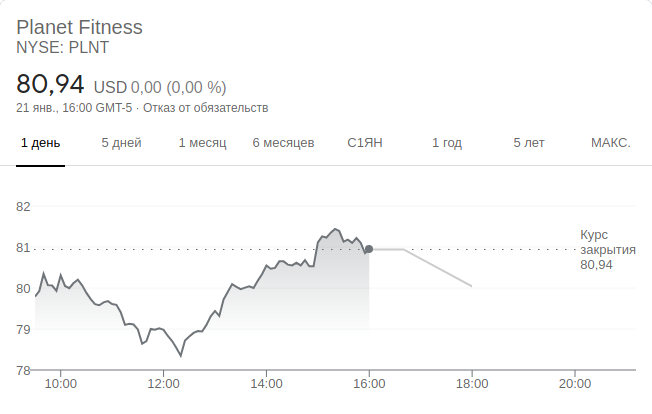 Planet Fitness
NYSE: PLNT
80,94 USD 0,00 (0,00 %)
21 янв., 16:00 GMT-5 · Отказ от обязательств
1 день 5 дней 1 месяц 6 месяцев С1ЯН 1 год 5 лет МАКС.
82
81
80
79
78
Курс
закрытия
80,94
10:00 12:00 14:00 16:00 18:00 20:00